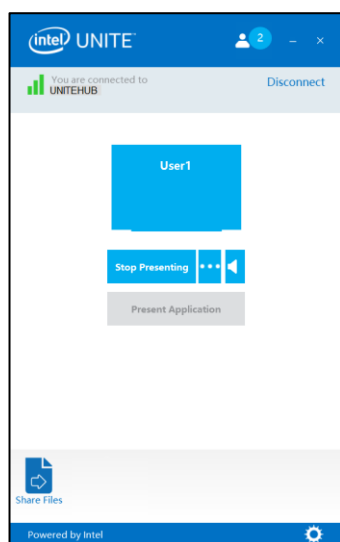 intel UNITE
2
You are connected to
UNITEHUB
Disconnect
User1
Stop Presenting
Present Application
Share Files
Powered by Intel